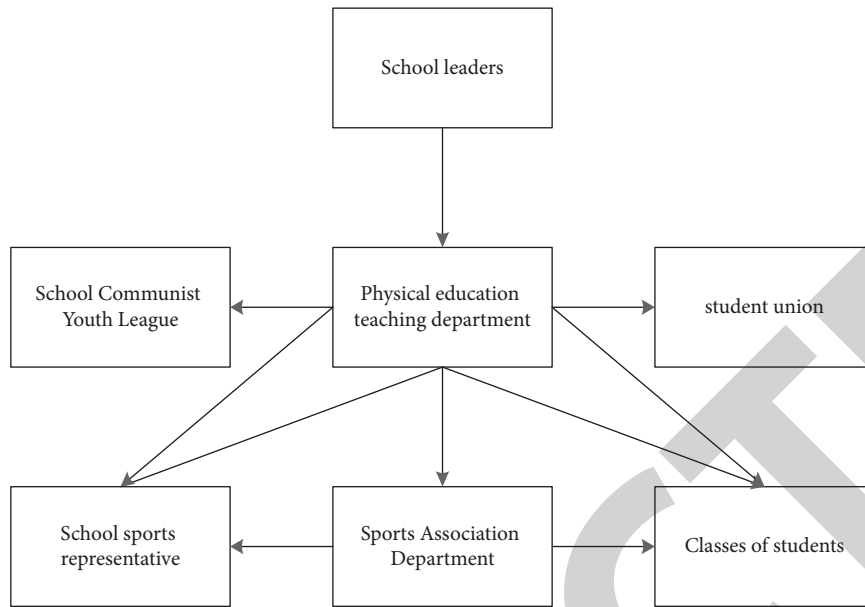 School leaders
School Communist
Youth League
Physical education
teaching department
student union
School sports
representative
Sports Association
Department
Classes of students